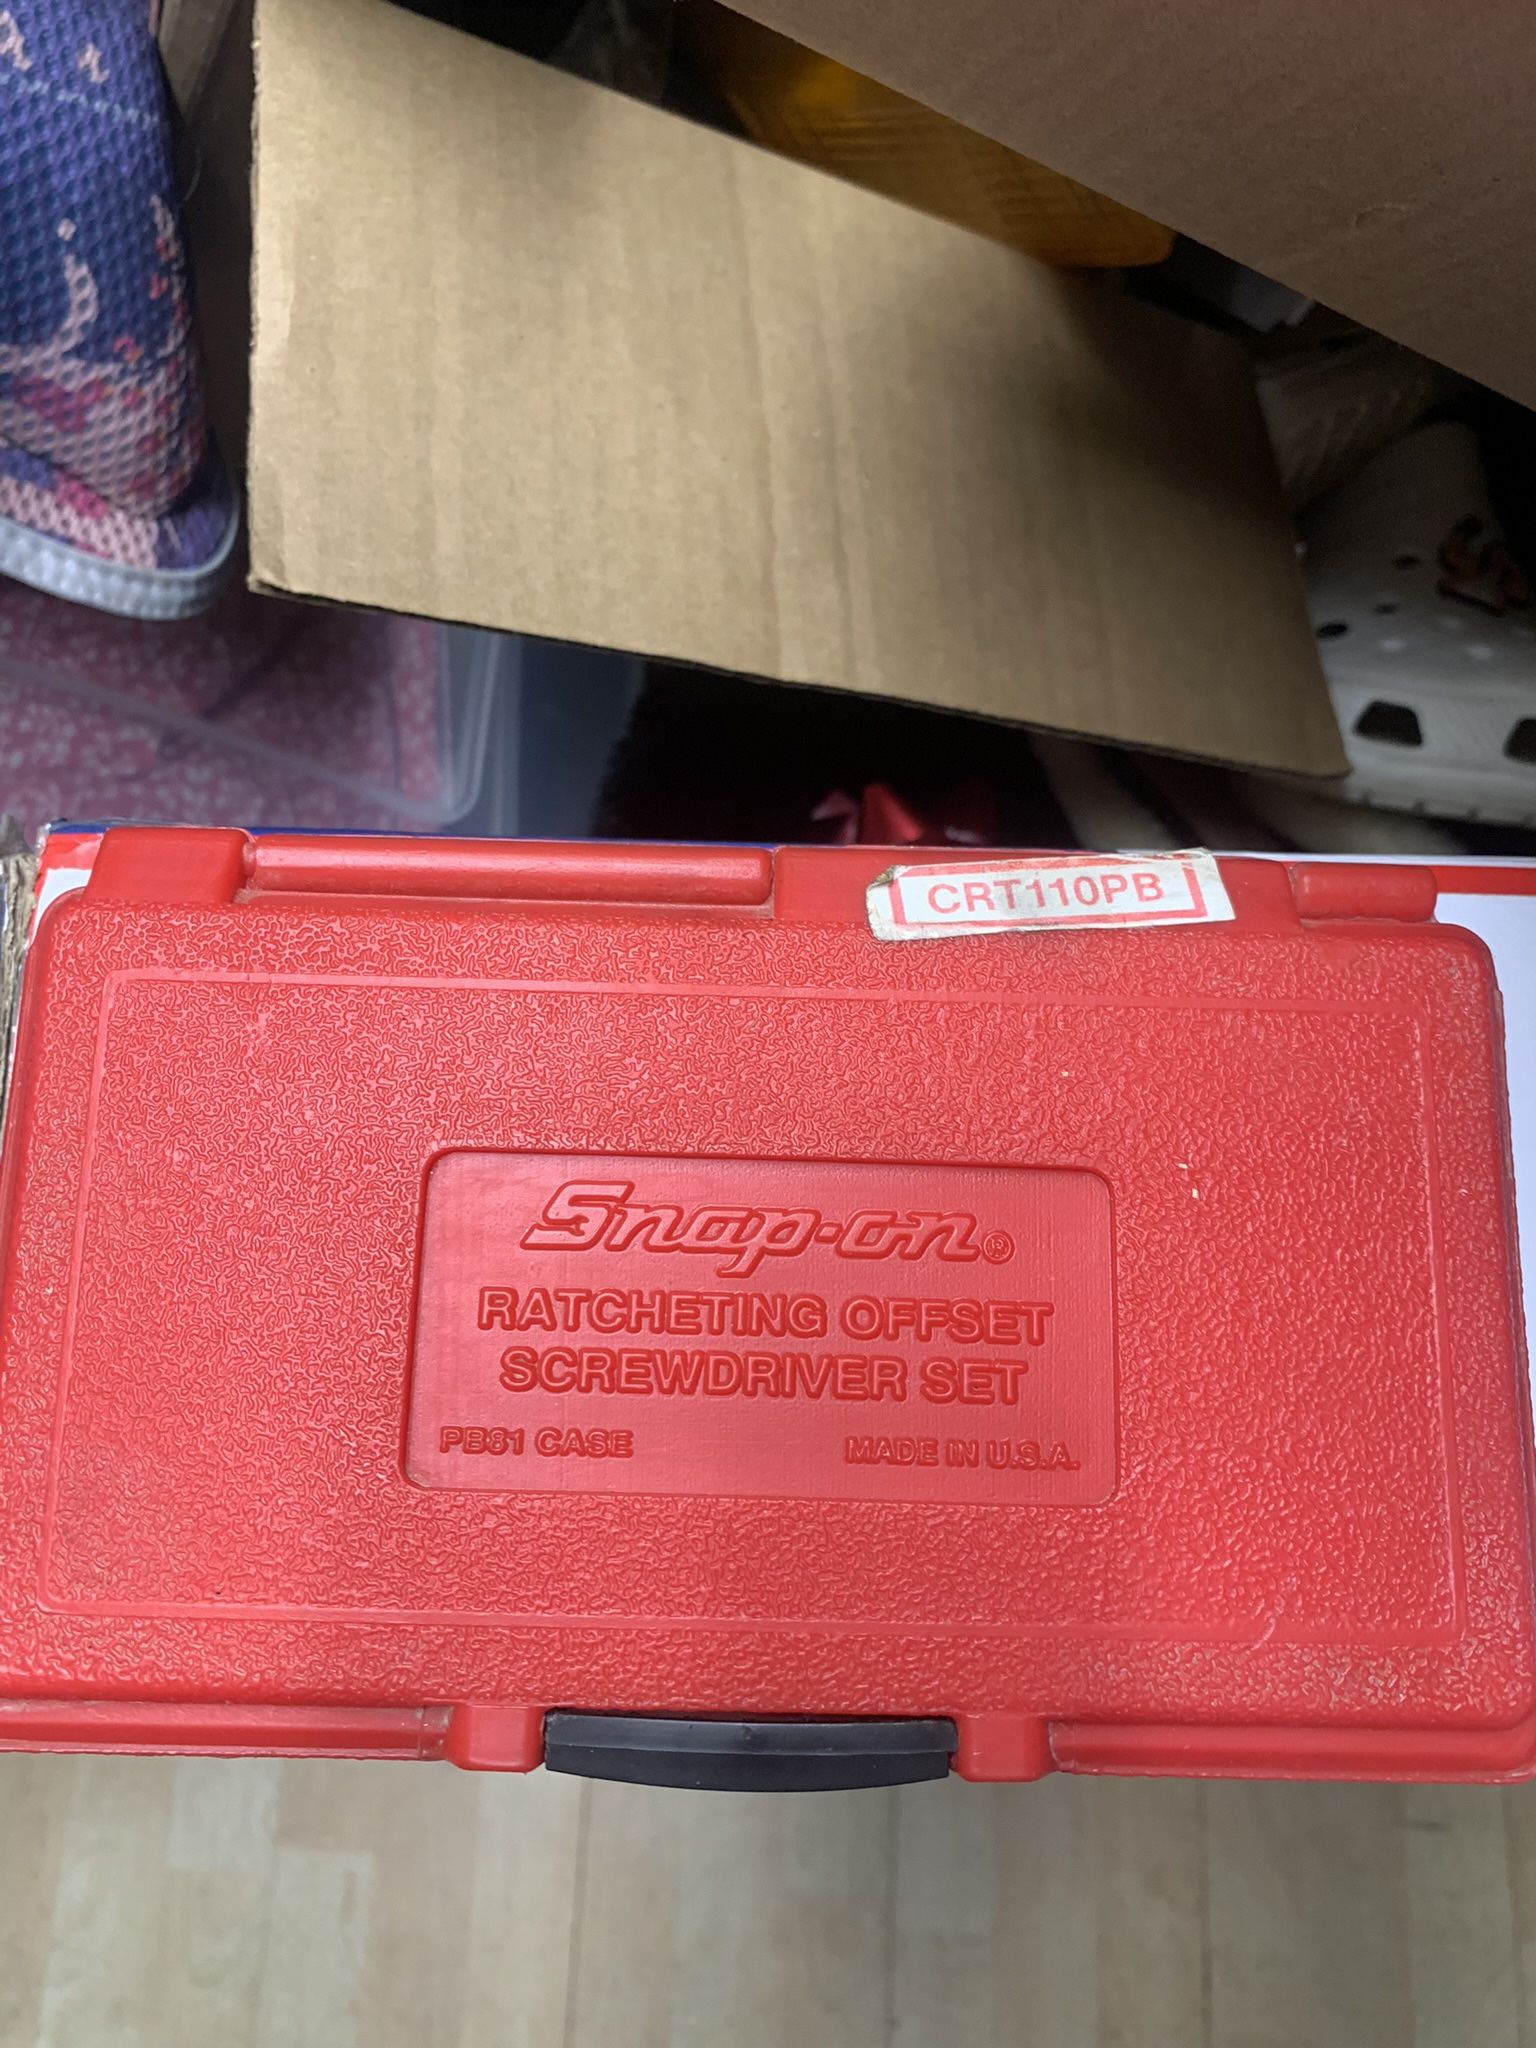 CRT110PB
Snap-on®
RATCHETING OFFSET
SCREWDRIVER SET
PB81 CASE MADE IN U.S.A.